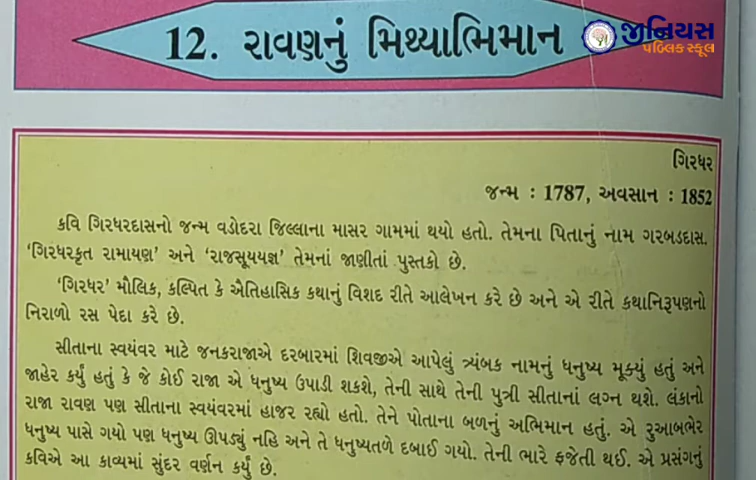 12. રાવણનું મિથ્યાભિમાન
જીનિયસ
પબ્લિક સ્કૂલ
ગિરધર
જન્મ : 1787, અવસાન : 1852
કવિ ગિરધરદાસનો જન્મ વડોદરા જિલ્લાના માસર ગામમાં થયો હતો. તેમના પિતાનું નામ ગરબડદાસ.
‘ગિરધરકૃત રામાયણ’ અને ‘રાજસૂયયજ્ઞ’ તેમનાં જાણીતાં પુસ્તકો છે.
‘ગિરધર’ મૌલિક, કલ્પિત કે ઐતિહાસિક કથાનું વિશદ રીતે આલેખન કરે છે અને એ રીતે કથાનિરૂપણનો
નિરાળો રસ પેદા કરે છે.
સીતાના સ્વયંવર માટે જનકરાજાએ દરબારમાં શિવજીએ આપેલું ત્ર્યંબક નામનું ધનુષ્ય મૂક્યું હતું અને
જાહેર કર્યું હતું કે જે કોઈ રાજા એ ધનુષ્ય ઉપાડી શકશે, તેની સાથે તેની પુત્રી સીતાનાં લગ્ન થશે. લંકાનો
રાજા રાવણ પણ સીતાના સ્વયંવરમાં હાજર રહ્યો હતો. તેને પોતાના બળનું અભિમાન હતું. એ રુઆબભેર
ધનુષ્ય પાસે ગયો પણ ધનુષ્ય ઊપડ્યું નહિ અને તે ધનુષ્યતળે દબાઈ ગયો. તેની ભારે ફજેતી થઈ. એ પ્રસંગનું
કવિએ આ કાવ્યમાં સુંદર વર્ણન કર્યું છે.